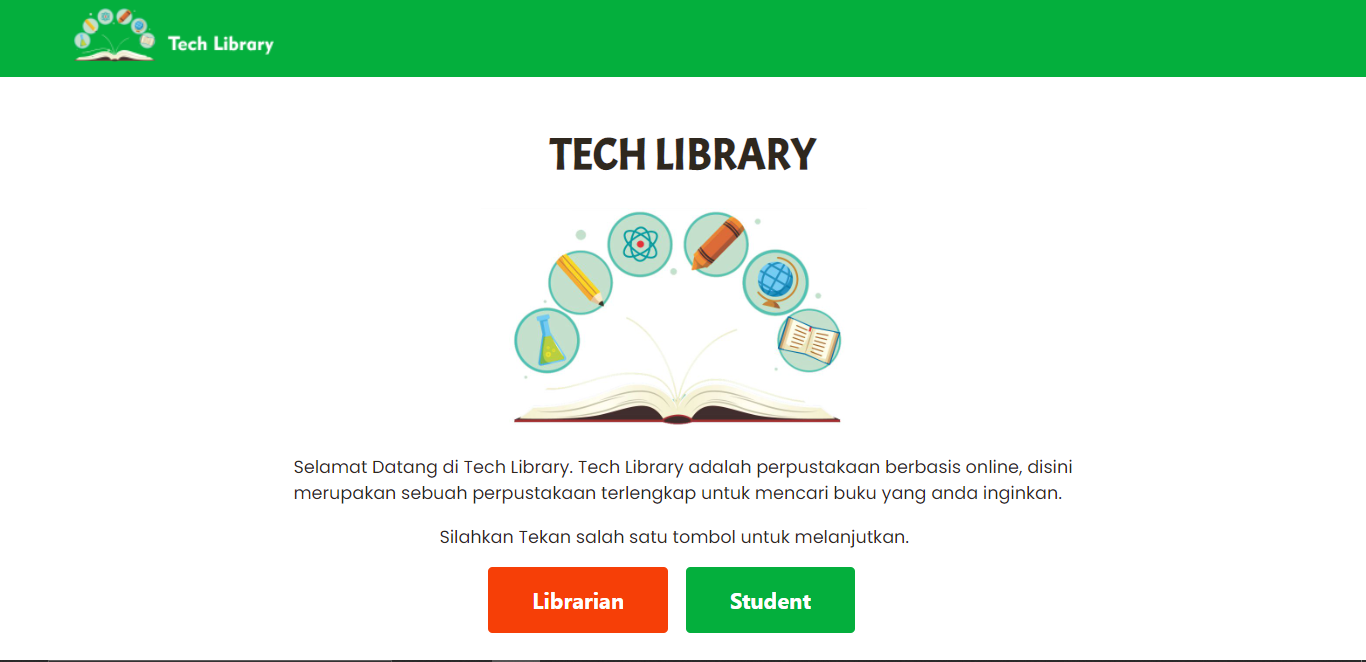 Tech Library
TECH LIBRARY
Selamat Datang di Tech Library. Tech Library adalah perpustakaan berbasis online, disini
merupakan sebuah perpustakaan terlengkap untuk mencari buku yang anda inginkan.
Silahkan Tekan salah satu tombol untuk melanjutkan.
Librarian
Student